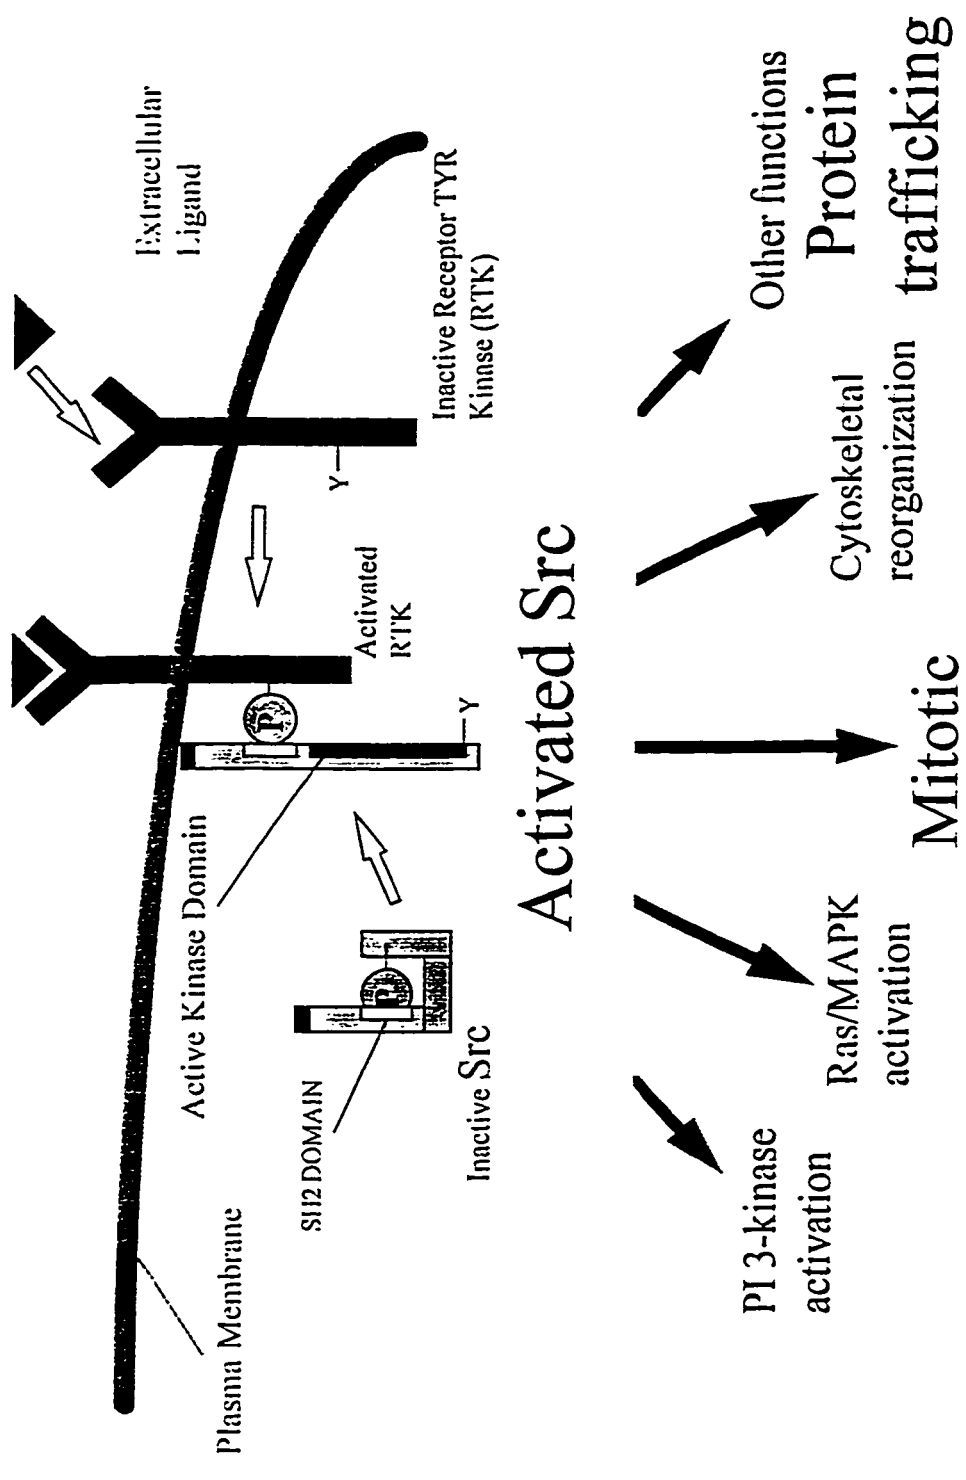 Extracellular
Ligand
Inactive Receptor TYR
Kinase (RTK)
Y
Activated
RTK
P
Y
Active Kinase Domain
P
SH2 DOMAIN
Inactive Src
Plasma Membrane
Activated Src
PI 3-kinase
activation
Ras/MAPK
activation
Mitotic
Cytoskeletal
reorganization
Other functions
Protein
trafficking